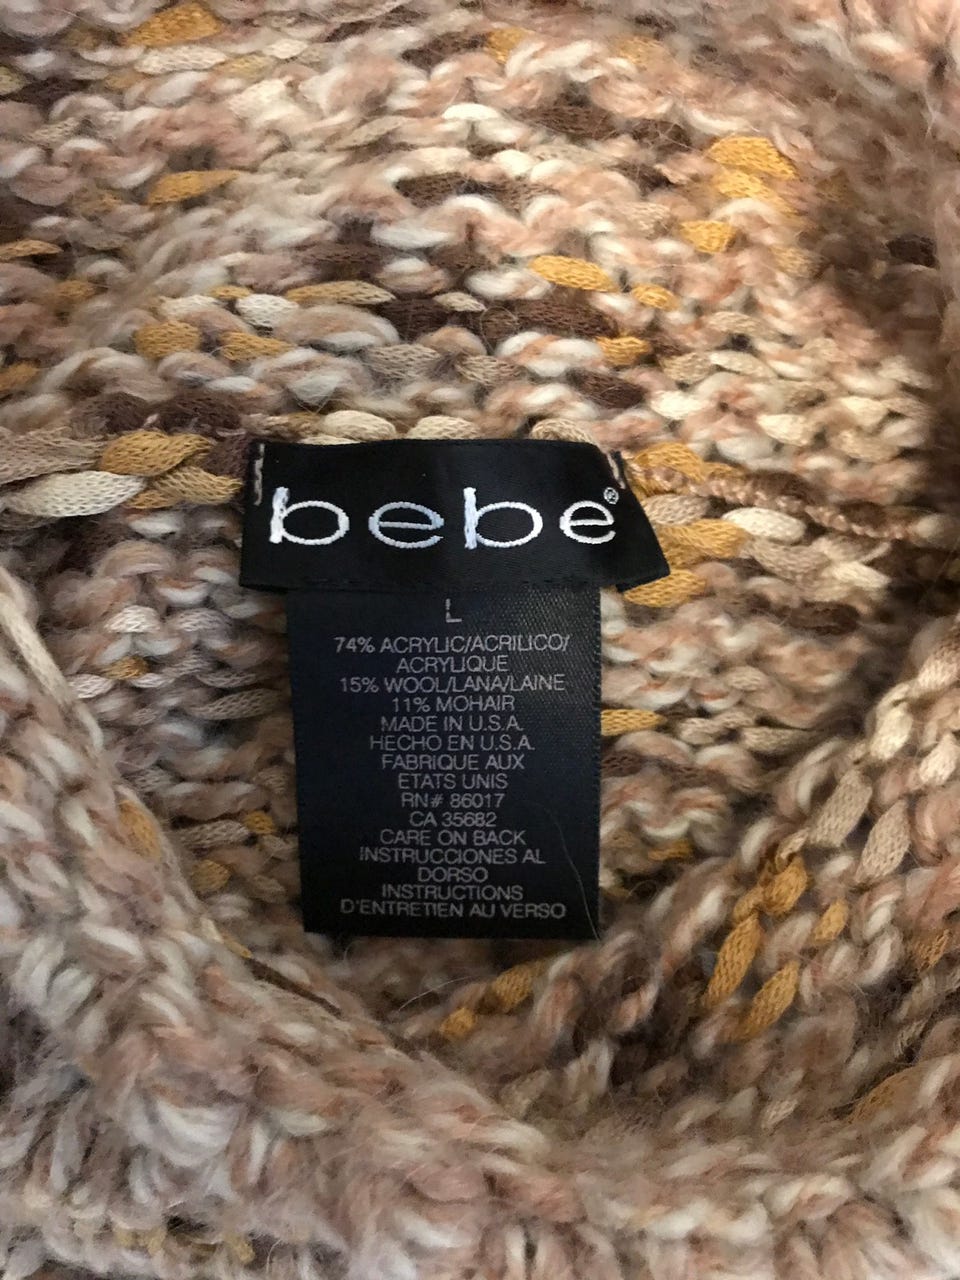 bebe®
L
74% ACRYLIC/ACRILICO/
ACRYLIQUE
15% WOOL/LANA/LAINE
11% MOHAIR
MADE IN U.S.A.
HECHO EN U.S.A.
FABRIQUE AUX
ETATS UNIS
RN# 86017
CA 35682
CARE ON BACK
INSTRUCCIONES AL
DORSO
INSTRUCTIONS
D'ENTRETIEN AU VERSO